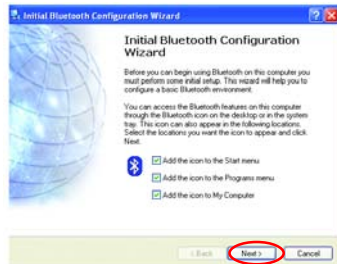 Initial Bluetooth Configuration Wizard
Initial Bluetooth Configuration
Wizard
Before you can begin using Bluetooth on this computer you
must perform some initial setup. This wizard will help you to
configure a basic Bluetooth environment.
You can access the Bluetooth features on this computer
through the Bluetooth icon on the desktop or in the system
tray. This icon can also appear in the following locations.
Select the locations you want the icon to appear and click
Next.
Add the icon to the Start menu
Add the icon to the Programs menu
Add the icon to My Computer
< Back
Next >
Cancel